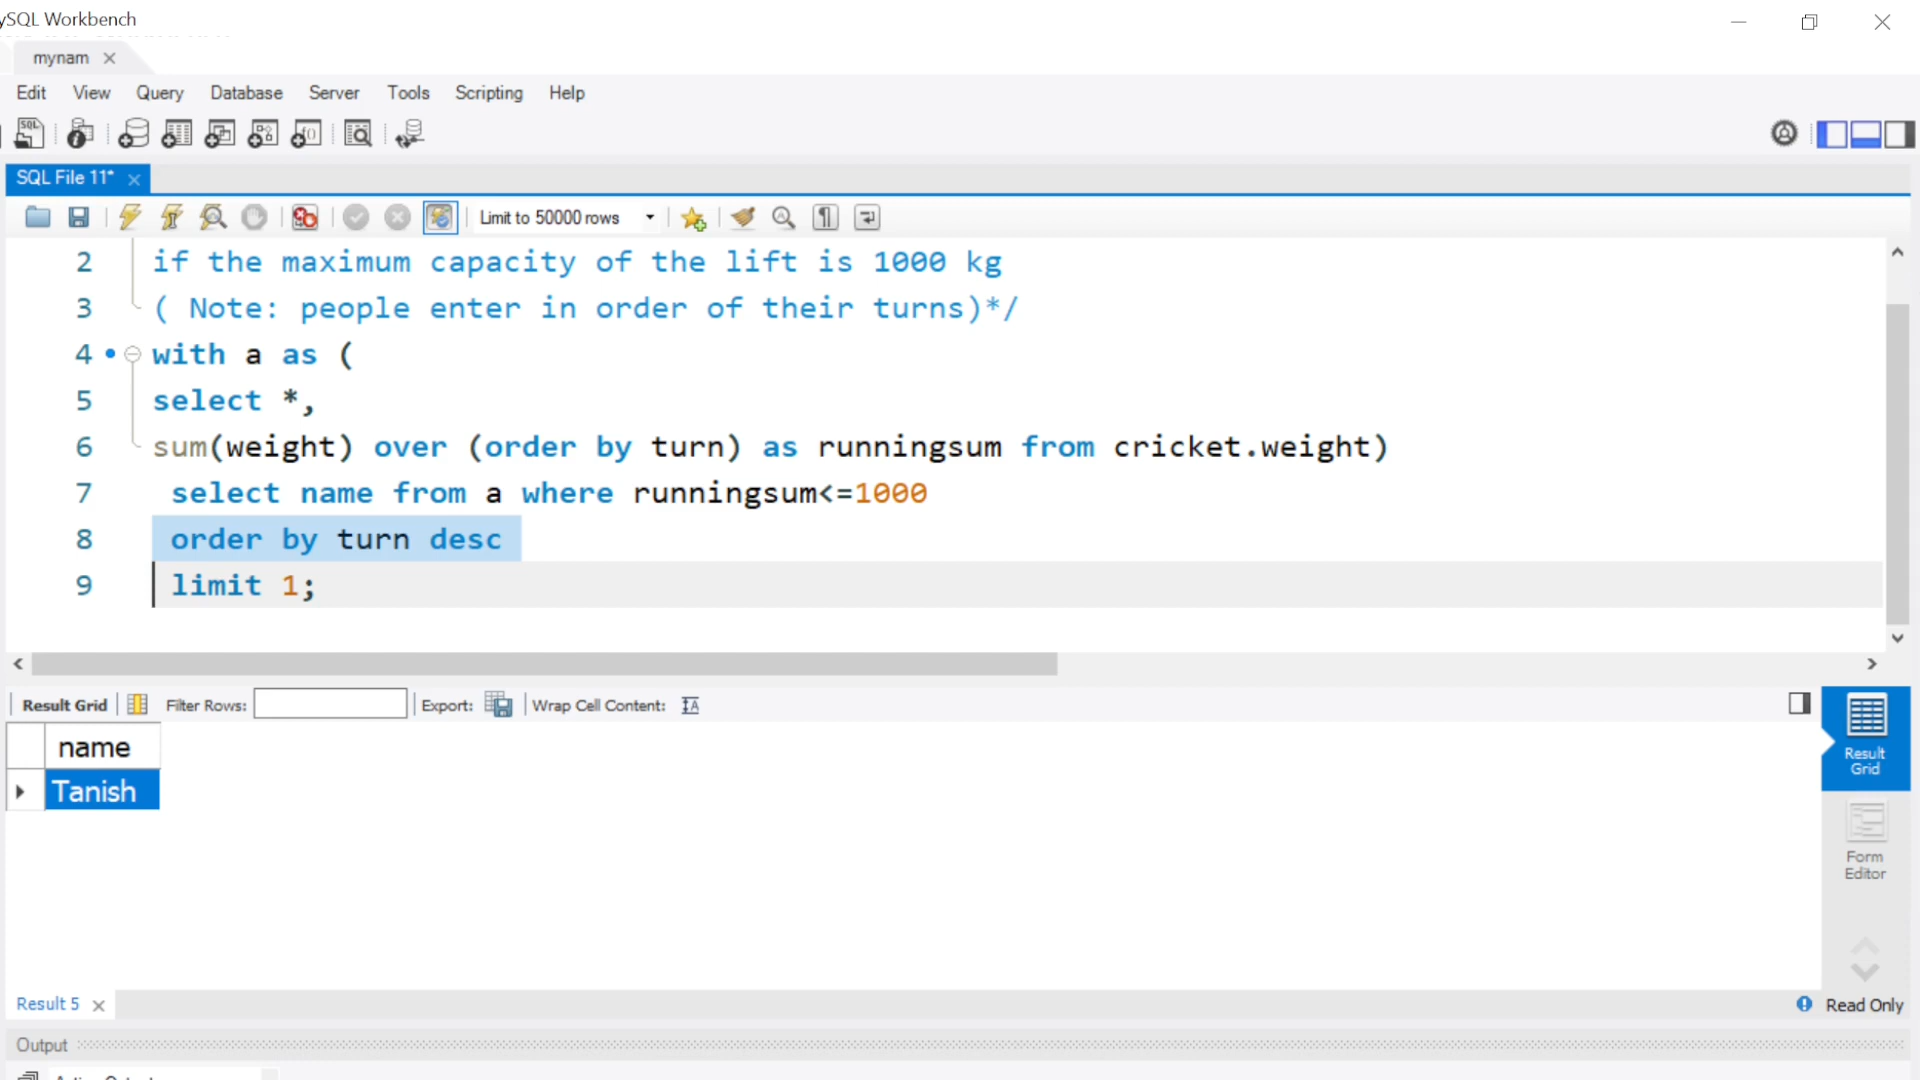 ySQL Workbench
mynam
Edit View Query Database Server Tools Scripting Help
SQL File 11*
Limit to 50000 rows
2 if the maximum capacity of the lift is 1000 kg
3 ( Note: people enter in order of their turns)*/
4 with a as (
5 select *,
6 sum(weight) over (order by turn) as runningsum from cricket.weight)
7 select name from a where runningsum<=1000
8 order by turn desc
9 limit 1;
Result Grid Filter Rows: Export: Wrap Cell Content:
name
Tanish
Result Grid
Form Editor
Result 5
Read Only
Output